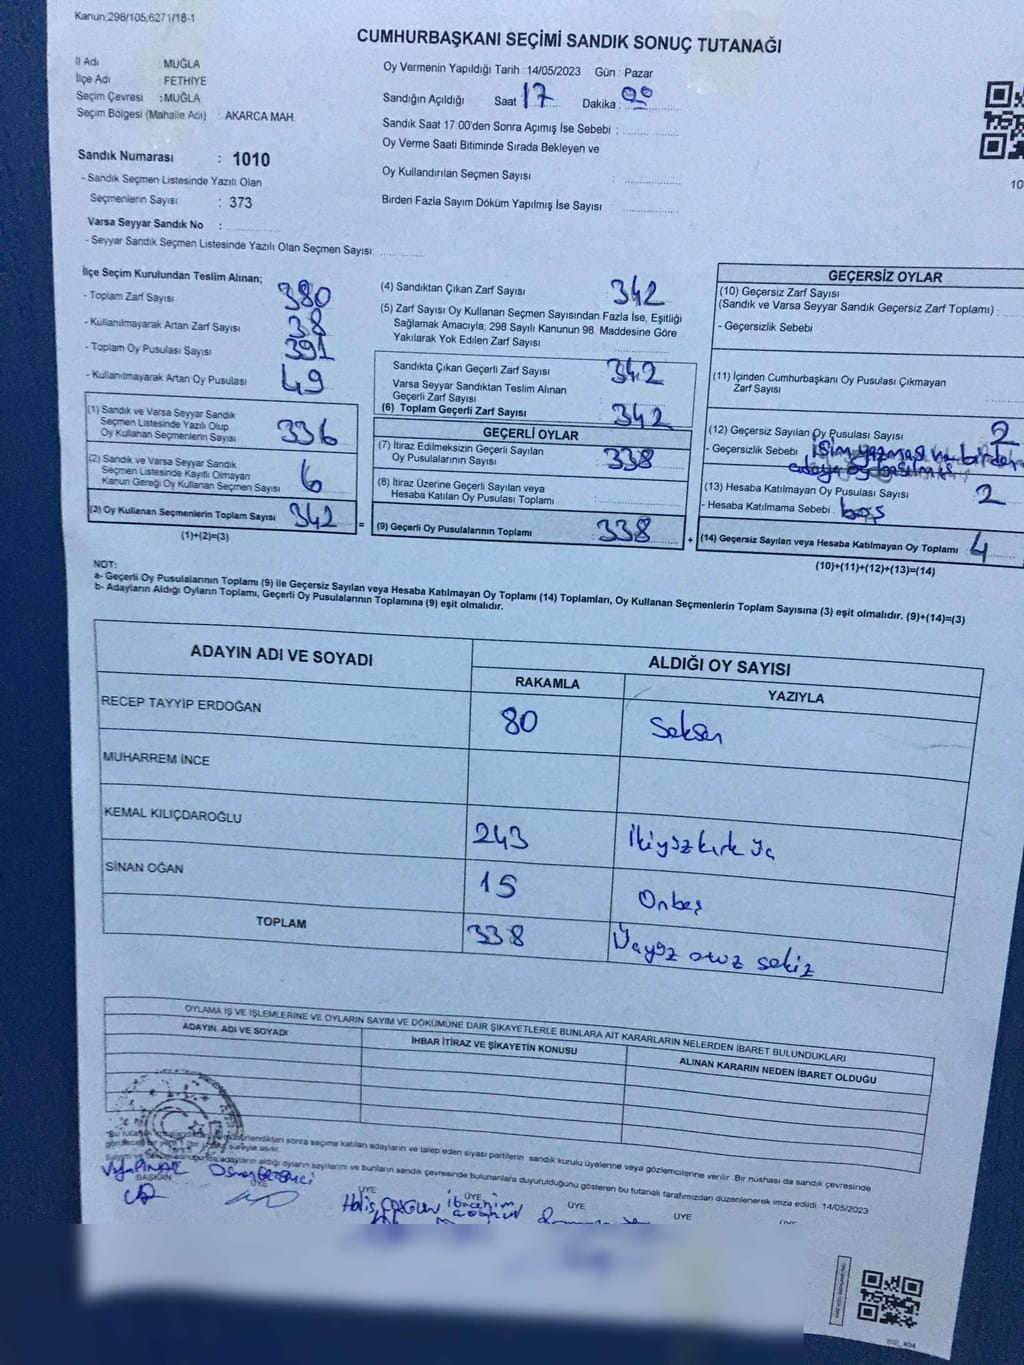 Kanun;298/105,6271/18-1
CUMHURBAŞKANI SEÇİMİ SANDIK SONUÇ TUTANAĞI
İl Adı : MUĞLA
İlçe Adı : FETHİYE
Seçim Çevresi : MUĞLA
Seçim Bölgesi (Mahalle Adı) : AKARCA MAH.
Oy Vermenin Yapıldığı Tarih : 14/05/2023 Gün : Pazar
Sandığın Açıldığı Saat 17 Dakika : 00
Sandık Saat 17:00'den Sonra Açımış İse Sebebi :
Oy Verme Saati Bitiminde Sırada Bekleyen ve
Oy Kullandırılan Seçmen Sayısı :
Birden Fazla Sayım Döküm Yapılmış İse Sayısı :
Sandık Numarası : 1010
- Sandık Seçmen Listesinde Yazılı Olan
Seçmenlerin Sayısı : 373
Varsa Seyyar Sandık No :
- Seyyar Sandık Seçmen Listesinde Yazılı Olan Seçmen Sayısı:
İlçe Seçim Kurulundan Teslim Alınan;
- Toplam Zarf Sayısı 380
- Kullanılmayarak Artan Zarf Sayısı 38
- Toplam Oy Pusulası Sayısı 391
- Kullanılmayarak Artan Oy Pusulası 49
(1) Sandık ve Varsa Seyyar Sandık
Seçmen Listesinde Yazılı Olup
Oy Kullanan Seçmenlerin Sayısı 336
(2) Sandık ve Varsa Seyyar Sandık
Seçmen Listesinde Kayıtlı Olmayan
Kanun Gereği Oy Kullanan Seçmen Sayısı 6
(3) Oy Kullanan Seçmenlerin Toplam Sayısı 342 =
(1)+(2)=(3)
(4) Sandıktan Çıkan Zarf Sayısı 342
(5) Zarf Sayısı Oy Kullanan Seçmen Sayısından Fazla İse, Eşitliği
Sağlamak Amacıyla; 298 Sayılı Kanunun 98. Maddesine Göre
Yakılarak Yok Edilen Zarf Sayısı
Sandıkta Çıkan Geçerli Zarf Sayısı 342
Varsa Seyyar Sandıktan Teslim Alınan
Geçerli Zarf Sayısı
(6) Toplam Geçerli Zarf Sayısı 342
GEÇERLİ OYLAR
(7) İtiraz Edilmeksizin Geçerli Sayılan
Oy Pusulalarının Sayısı 338
(8) İtiraz Üzerine Geçerli Sayılan veya
Hesaba Katılan Oy Pusulası Toplamı :
(9) Geçerli Oy Pusulalarının Toplamı : 338 +
GEÇERSİZ OYLAR
(10) Geçersiz Zarf Sayısı
(Sandık ve Varsa Seyyar Sandık Geçersiz Zarf Toplamı) :
- Geçersizlik Sebebi :
(11) İçinden Cumhurbaşkanı Oy Pusulası Çıkmayan
Zarf Sayısı
(12) Geçersiz Sayılan Oy Pusulası Sayısı 2
- Geçersizlik Sebebi isim yazması ve birden
adaya oy basılmış
(13) Hesaba Katılmayan Oy Pusulası Sayısı 2
- Hesaba Katılmama Sebebi : boş
(14) Geçersiz Sayılan veya Hesaba Katılmayan Oy Toplamı : 4
(10)+(11)+(12)+(13)=(14)
NOT:
a- Geçerli Oy Pusulalarının Toplamı (9) ile Geçersiz Sayılan veya Hesaba Katılmayan Oy Toplamı (14) Toplamları, Oy Kullanan Seçmenlerin Toplam Sayısına (3) eşit olmalıdır. (9)+(14)=(3)
b- Adayların Aldığı Oyların Toplamı, Geçerli Oy Pusulalarının Toplamına (9) eşit olmalıdır.
ADAYIN ADI VE SOYADI ALDIĞI OY SAYISI
RAKAMLA YAZIYLA
RECEP TAYYİP ERDOĞAN 80 Seksen
MUHARREM İNCE
KEMAL KILIÇDAROĞLU 243 İkiyüzkırk üç
SİNAN OĞAN 15 Onbeş
TOPLAM 338 Üçyüz otuz sekiz
OYLAMA İŞ VE İŞLEMLERİNE VE OYLARIN SAYIM VE DÖKÜMÜNE DAİR ŞİKAYETLERLE BUNLARA AİT KARARLARIN NELERDEN İBARET BULUNDUKLARI
ADAYIN ADI VE SOYADI İHBAR İTİRAZ VE ŞİKAYETİN KONUSU ALINAN KARARIN NEDEN İBARET OLDUĞU
sonra seçime katılan adayların ve talep eden siyasi partilerin sandık kurulu üyelerine veya gözlemcilerine verilir. Bir nüshası da sandık çevresinde
adayların aldığı oyların sayılarını ve bunların sandık çevresinde bulunanlara duyurulduğunu gösteren bu tutanak tarafımızdan düzenlenerek imza edildi. 14/05/2023
BAŞKAN ÜYE ÜYE ÜYE ÜYE ÜYE
Halis COŞGUN İbrahim